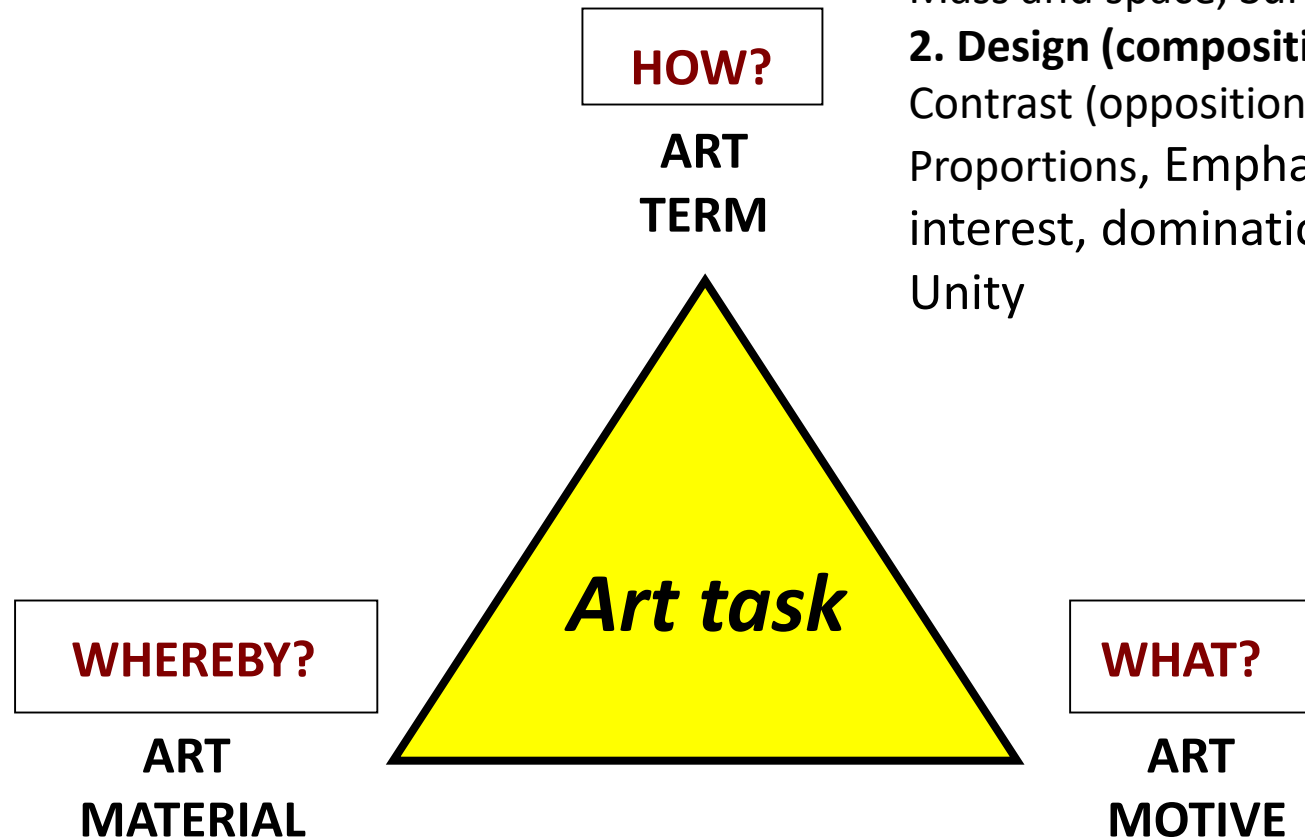 2. Design (compositi
Contrast (opposition
Proportions, Empha
interest, dominatio
Unity
HOW?
ART
TERM
Art task
WHEREBY?
ART
MATERIAL
WHAT?
ART
MOTIVE